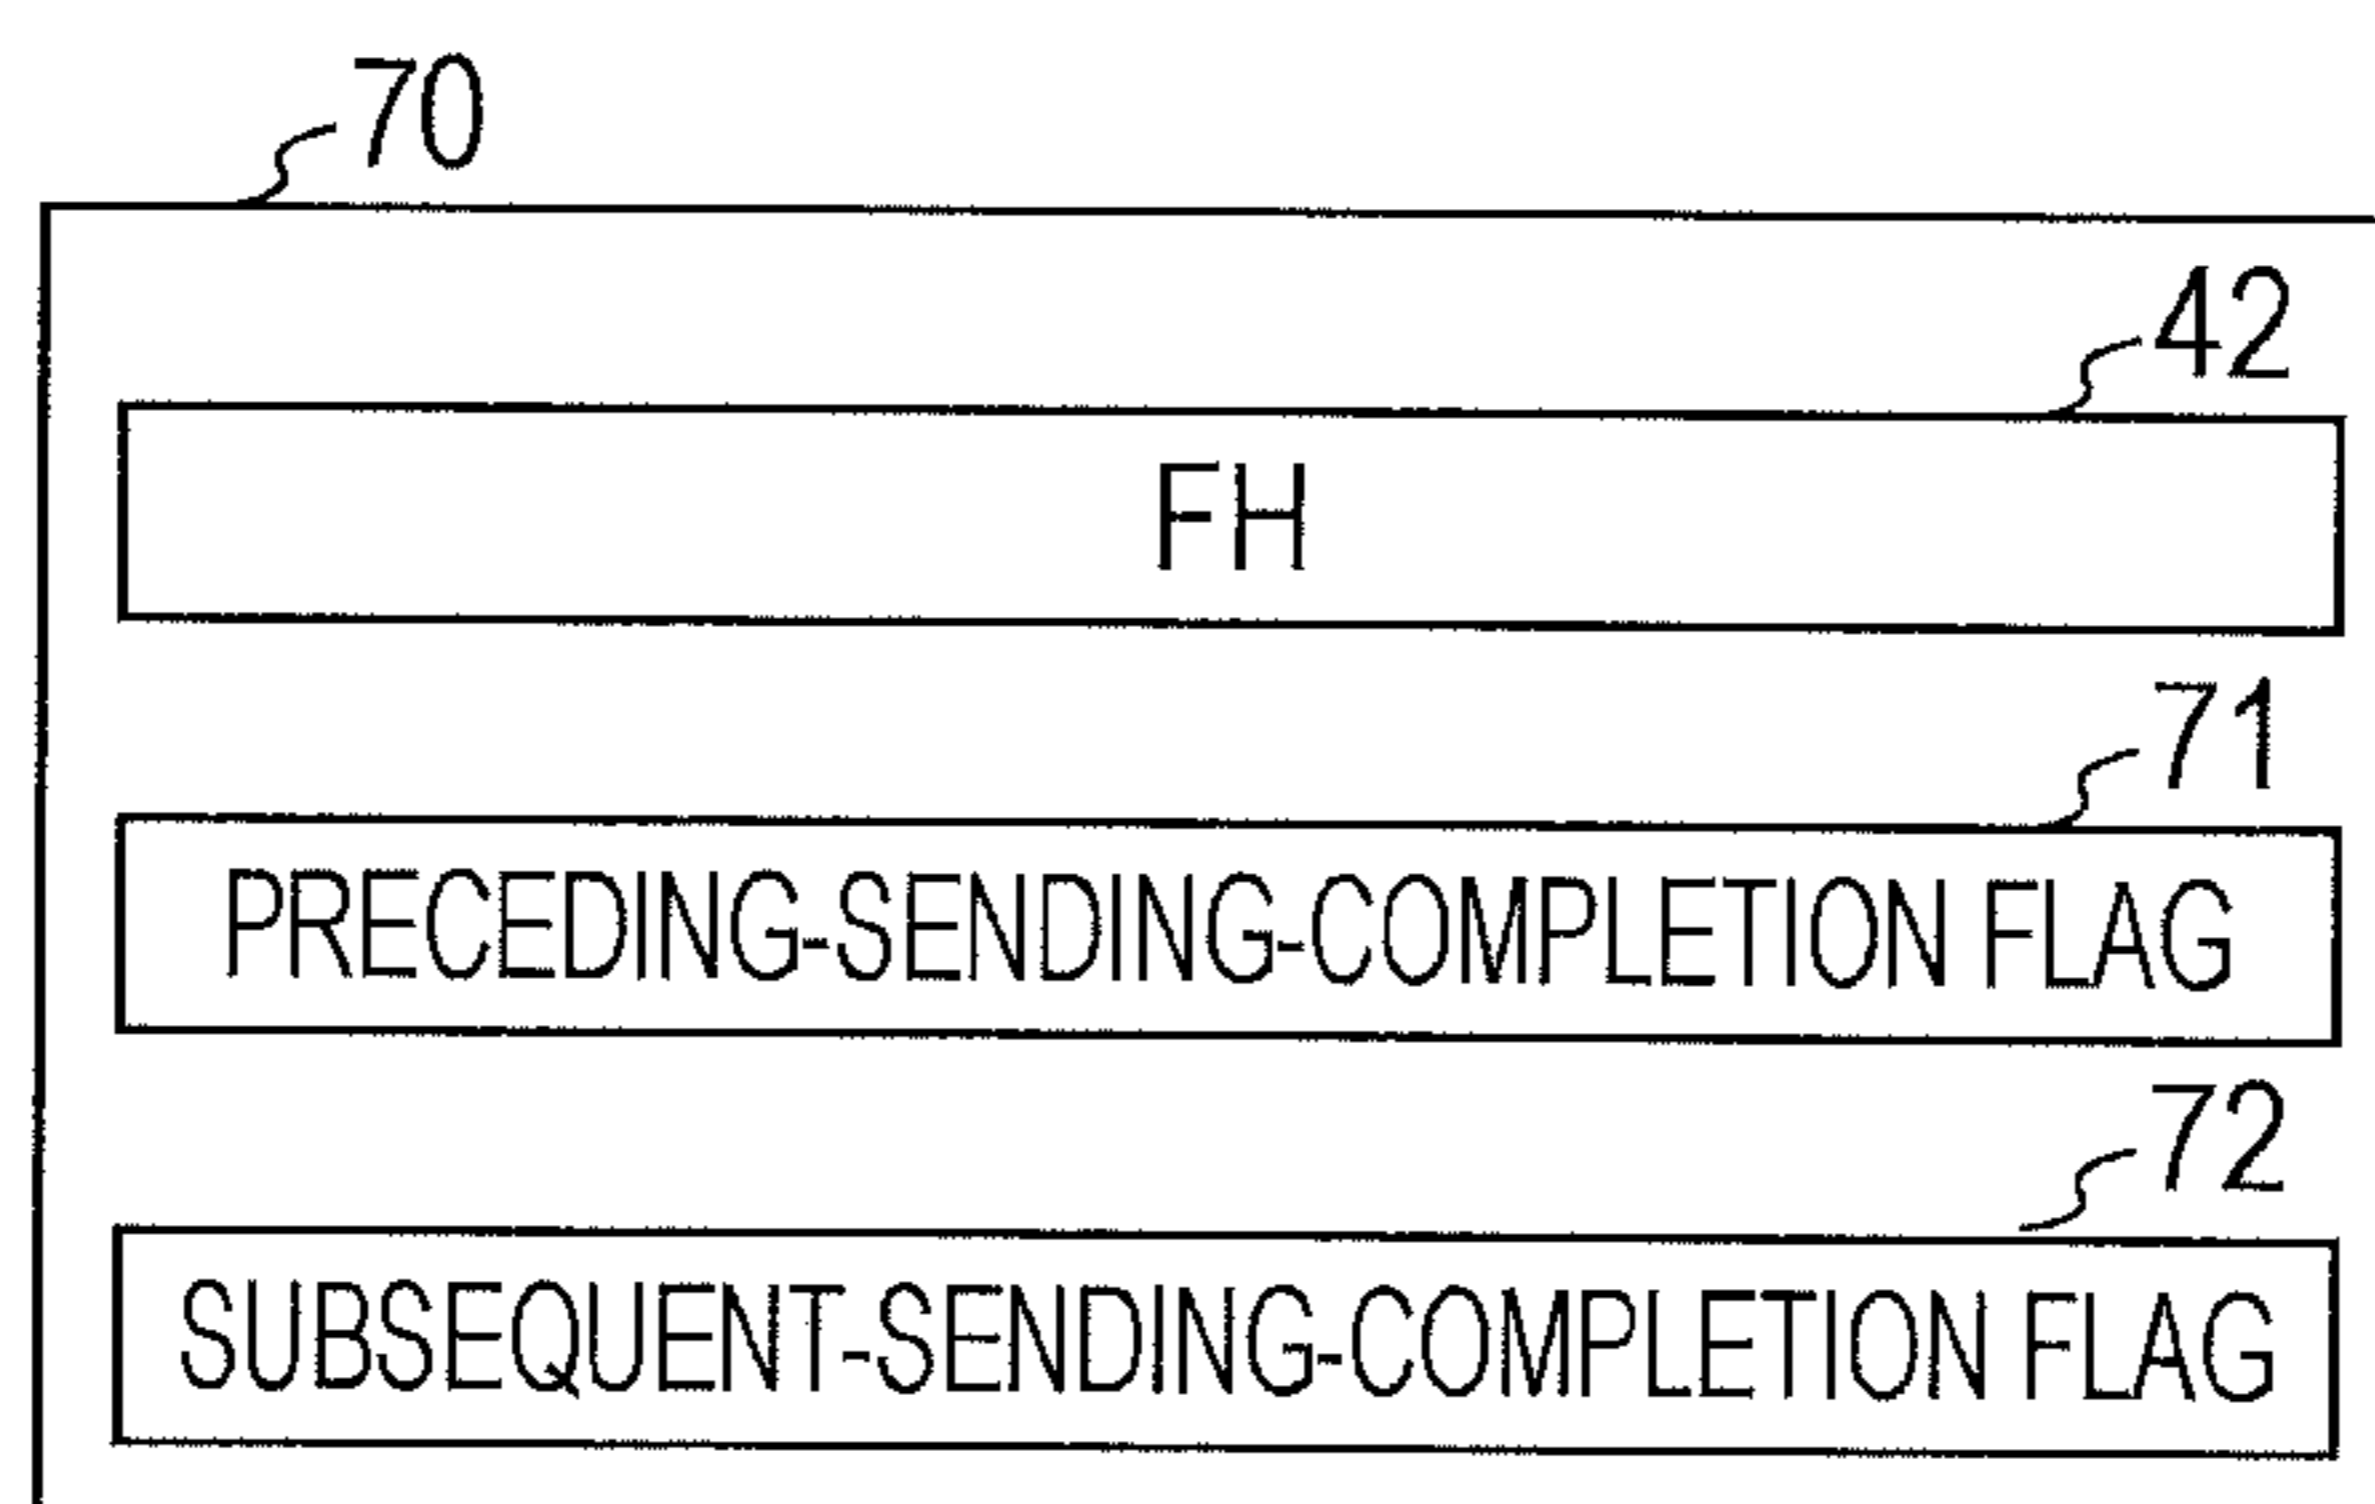 70
42
FH
71
PRECEDING-SENDING-COMPLETION FLAG
72
SUBSEQUENT-SENDING-COMPLETION FLAG